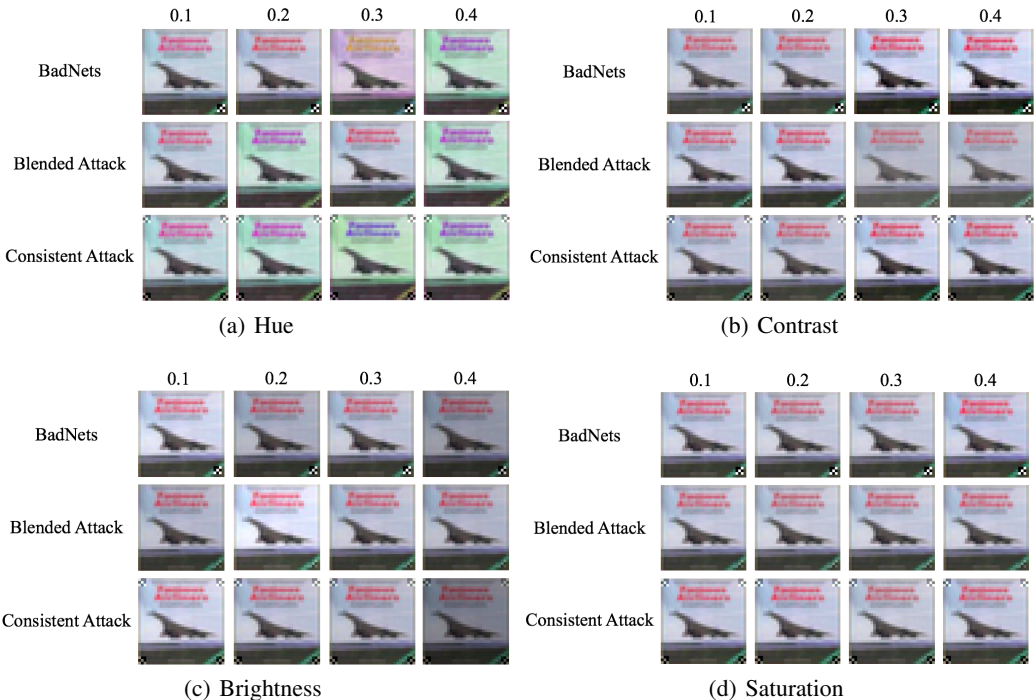 0.1 0.2 0.3 0.4
BadNets
Blended Attack
Consistent Attack
(a) Hue
0.1 0.2 0.3 0.4
BadNets
Blended Attack
Consistent Attack
(b) Contrast
0.1 0.2 0.3 0.4
BadNets
Blended Attack
Consistent Attack
(c) Brightness
0.1 0.2 0.3 0.4
BadNets
Blended Attack
Consistent Attack
(d) Saturation